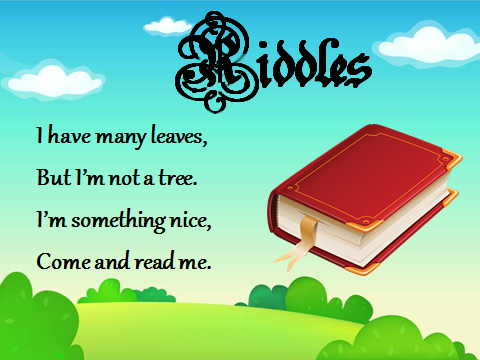 Riddles
I have many leaves,
But I'm not a tree.
I'm something nice,
Come and read me.